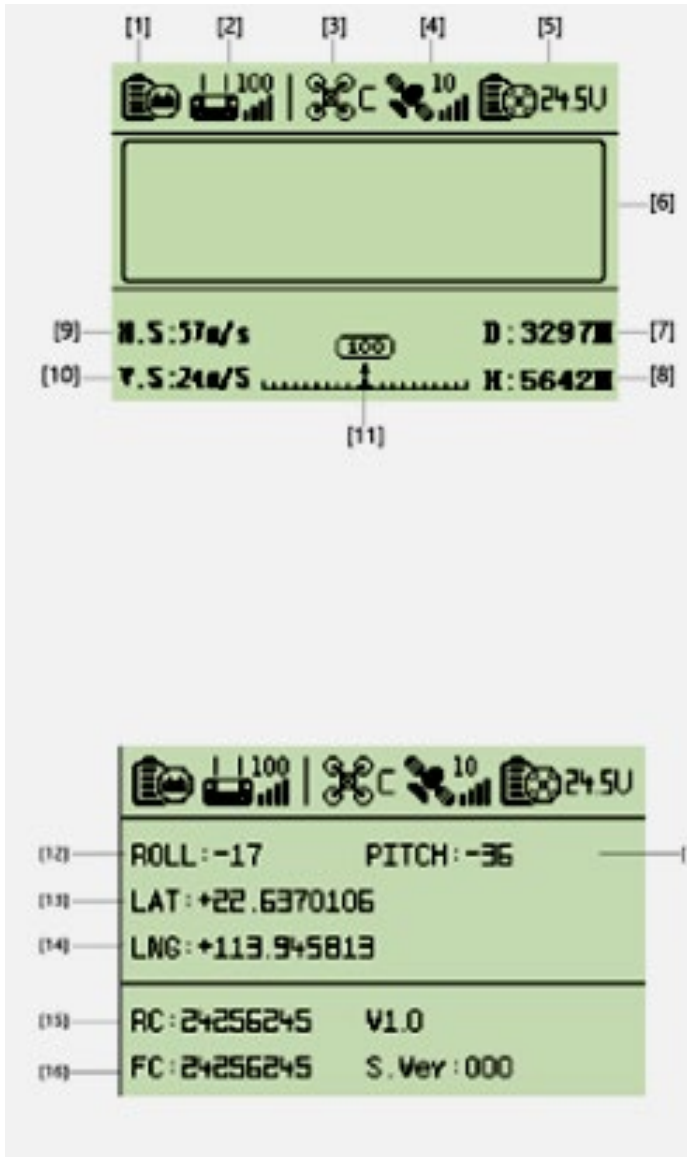 [1] [2] [3] [4] [5]
100 C 10 24.5V
[6]
[9] H.S:57m/s 100 D:3297M [7]
[10] V.S:24m/S H:5642M [8]
[11]
100 C 10 24.5V
[12] ROLL:-17 PITCH:-36
[13] LAT:+22.6370106
[14] LNG:+113.945813
[15] RC:24256245 V1.0
[16] FC:24256245 S.Ver:000